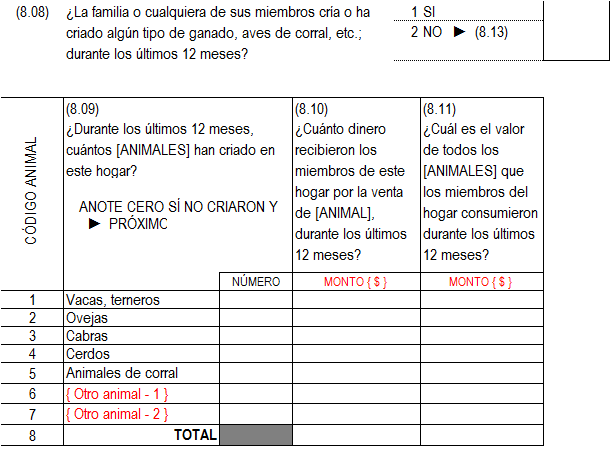 (8.08) ¿La familia o cualquiera de sus miembros cria o ha
criado algún tipo de ganado, aves de corral, etc.;
durante los últimos 12 meses?
1 SI
2 NO ► (8.13)
CÓDIGO ANIMAL
(8.09)
¿Durante los últimos 12 meses,
cuántos [ANIMALES] han criado en
este hogar?
ANOTE CERO SÍ NO CRIARON Y
► PRÓXIMO
NÚMERO
(8.10)
¿Cuánto dinero
recibieron los
miembros de este
hogar por la venta
de [ANIMAL],
durante los últimos
12 meses?
MONTO { $ }
(8.11)
¿Cuál es el valor
de todos los
[ANIMALES] que
los miembros del
hogar consumieron
durante los últimos
12 meses?
MONTO { $ }
1 Vacas, terneros
2 Ovejas
3 Cabras
4 Cerdos
5 Animales de corral
6 { Otro animal - 1 }
7 { Otro animal - 2 }
8 TOTAL